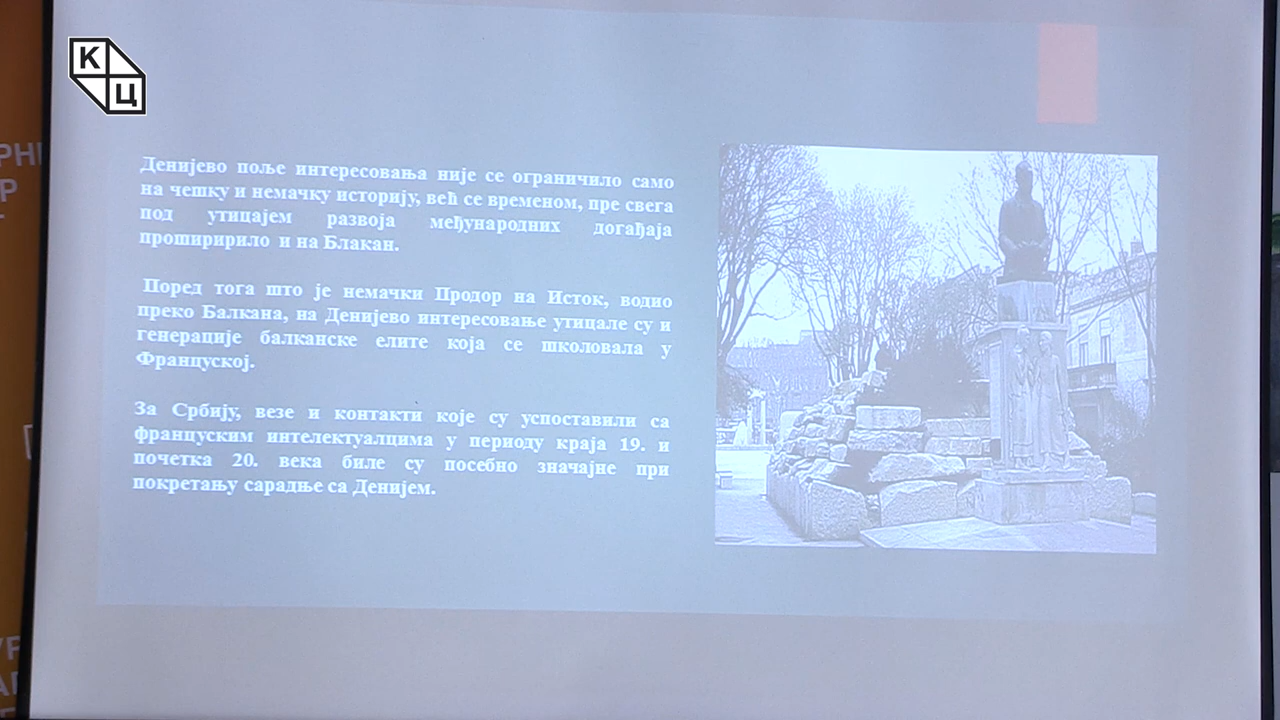 К
Ц
РНИ
Р
Денијево поље интересовања није се ограничило само
на чешку и немачку историју, већ се временом, пре свега
под утицајем развоја међународних догађаја
проширирило и на Блакан.
Поред тога што је немачки Продор на Исток, водио
преко Балкана, на Денијево интересовање утицале су и
генерације балканске елите која се школовала у
Француској.
За Србију, везе и контакти које су успоставили са
француским интелектуалцима у периоду краја 19. и
почетка 20. века биле су посебно значајне при
покретању сарадње са Денијем.